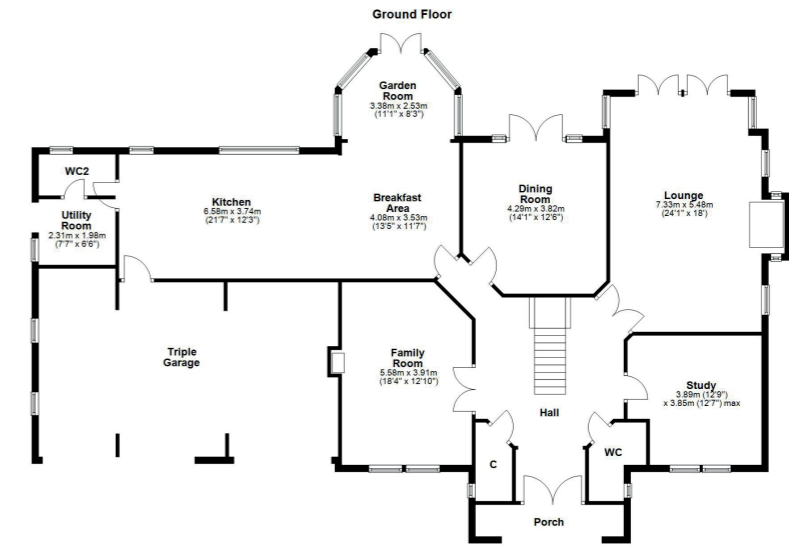 Ground Floor
Garden
Room
3.38m x 2.53m
(11'1" x 8'3")
WC2
Utility
Room
2.31m x 1.98m
(7'7" x 6'6")
Kitchen
6.58m x 3.74m
(21'7" x 12'3")
Breakfast
Area
4.08m x 3.53m
(13'5" x 11'7")
Dining
Room
4.29m x 3.82m
(14'1" x 12'6")
Lounge
7.33m x 5.48m
(24'1" x 18')
Triple
Garage
Family
Room
5.58m x 3.91m
(18'4" x 12'10")
Hall
Study
3.89m (12'9")
x 3.85m (12'7") max
C
WC
Porch